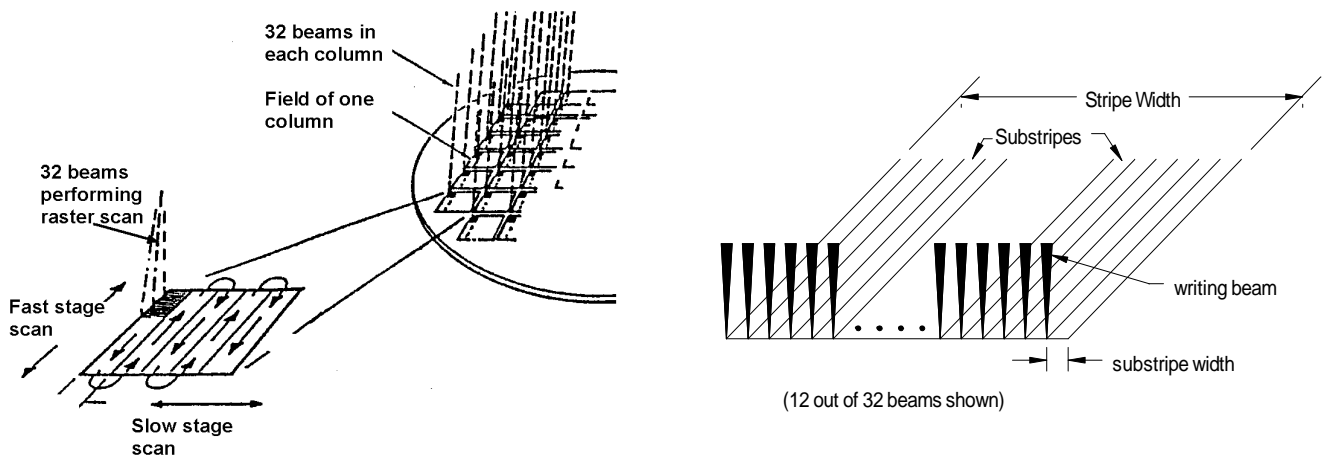 32 beams in
each column
Field of one
column
32 beams
performing
raster scan
Fast stage
scan
Slow stage
scan
Stripe Width
Substripes
writing beam
substripe width
(12 out of 32 beams shown)